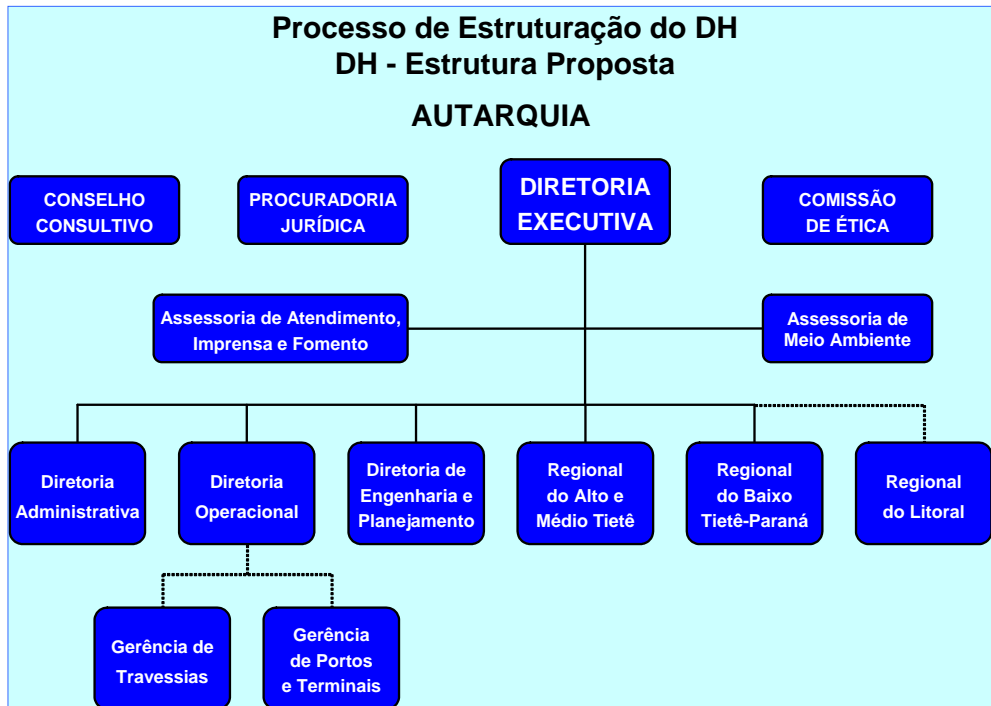 Processo de Estruturação do DH
DH - Estrutura Proposta
AUTARQUIA
CONSELHO
CONSULTIVO
PROCURADORIA
JURÍDICA
DIRETORIA
EXECUTIVA
COMISSÃO
DE ÉTICA
Assessoria de Atendimento,
Imprensa e Fomento
Assessoria de
Meio Ambiente
Diretoria
Administrativa
Diretoria
Operacional
Diretoria de
Engenharia e
Planejamento
Regional
do Alto e
Médio Tietê
Regional
do Baixo
Tietê-Paraná
Regional
do Litoral
Gerência de
Travessias
Gerência
de Portos
e Terminais